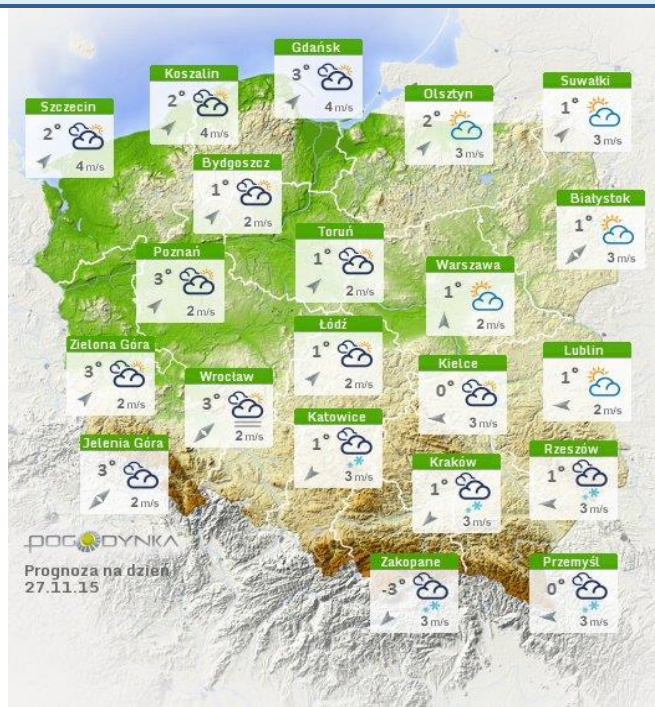 Gdańsk
3°
4 m/s
Koszalin
2°
4 m/s
Szczecin
2°
4 m/s
Olsztyn
2°
3 m/s
Suwałki
1°
3 m/s
Bydgoszcz
1°
2 m/s
Białystok
1°
3 m/s
Toruń
1°
2 m/s
Poznań
3°
2 m/s
Warszawa
1°
2 m/s
Łódź
1°
2 m/s
Zielona Góra
3°
2 m/s
Wrocław
3°
2 m/s
Kielce
0°
3 m/s
Lublin
1°
2 m/s
Katowice
1°
3 m/s
Jelenia Góra
3°
2 m/s
Kraków
1°
3 m/s
Rzeszów
1°
3 m/s
Zakopane
-3°
3 m/s
Przemyśl
0°
3 m/s
POGODYNKA
Prognoza na dzień
27.11.15